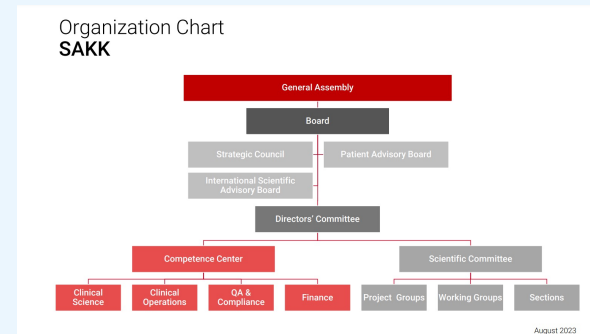 Organization Chart
SAKK
General Assembly
Board
Strategic Council
Patient Advisory Board
International Scientific
Advisory Board
Directors' Committee
Competence Center
Scientific Committee
Clinical
Science
Clinical
Operations
QA &
Compliance
Finance
Project Groups
Working Groups
Sections
August 2023